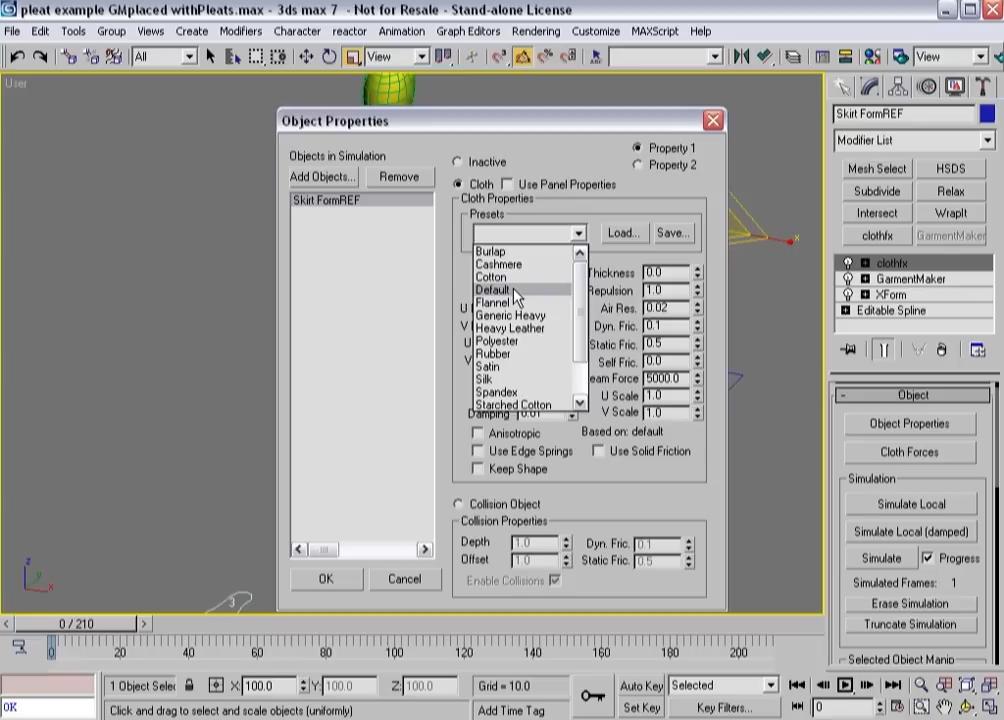 pleat example GMplaced withPleats.max - 3ds max 7 - Not for Resale - Stand-alone License
File Edit Tools Group Views Create Modifiers Character reactor Animation Graph Editors Rendering Customize MAXScript Help
All View View
User
Object Properties
Objects in Simulation
Add Objects... Remove
Skirt FormREF
OK Cancel
Inactive
Property 1
Property 2
Cloth Use Panel Properties
Cloth Properties
Presets
Load... Save...
Burlap
Cashmere
Cotton
Default
Flannel
Generic Heavy
Heavy Leather
Polyester
Rubber
Satin
Silk
Spandex
Starched Cotton
Thickness 0.0
Repulsion 1.0
Air Res. 0.02
Dyn. Fric. 0.1
Static Fric. 0.5
Self Fric. 0.0
eam Force 5000.0
U Scale 1.0
V Scale 1.0
U
V
U
V
Damping 0.01
Anisotropic Based on: default
Use Edge Springs Use Solid Friction
Keep Shape
Collision Object
Collision Properties
Depth 1.0 Dyn. Fric. 0.1
Offset 1.0 Static Fric. 0.5
Enable Collisions
x
z
y
x
3
Skirt FormREF
Modifier List
Mesh Select HSDS
Subdivide Relax
Intersect WrapIt
clothfx GarmentMaker
clothfx
GarmentMaker
XForm
Editable Spline
- Object
Object Properties
Cloth Forces
Simulation
Simulate Local
Simulate Local (damped)
Simulate Progress
Simulated Frames: 1
Erase Simulation
Truncate Simulation
Selected Object Manip
< 0 / 210 >
0 20 40 60 80 100 120 140 160 180 200
1 Object Selec X: 100.0 Y: 100.0 Z: 100.0 Grid = 10.0 Auto Key Selected
OK Click and drag to select and scale objects (uniformly) Add Time Tag Set Key Key Filters... 0